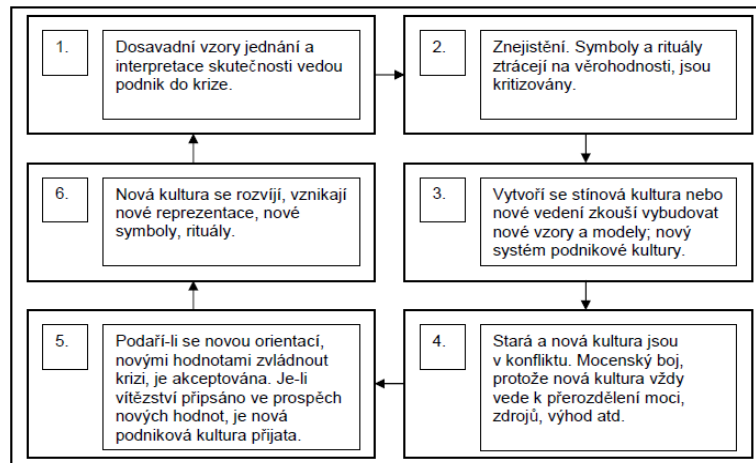 1.
Dosavadní vzory jednání a
interpretace skutečnosti vedou
podnik do krize.
2.
Znejistění. Symboly a rituály
ztrácejí na věrohodnosti, jsou
kritizovány.
3.
Vytvoří se stínová kultura nebo
nové vedení zkouší vybudovat
nové vzory a modely; nový
systém podnikové kultury.
4.
Stará a nová kultura jsou
v konfliktu. Mocenský boj,
protože nová kultura vždy
vede k přerozdělení moci,
zdrojů, výhod atd.
5.
Podaří-li se novou orientací,
novými hodnotami zvládnout
krizi, je akceptována. Je-li
vítězství připsáno ve prospěch
nových hodnot, je nová
podniková kultura přijata.
6.
Nová kultura se rozvíjí, vznikají
nové reprezentace, nové
symboly, rituály.